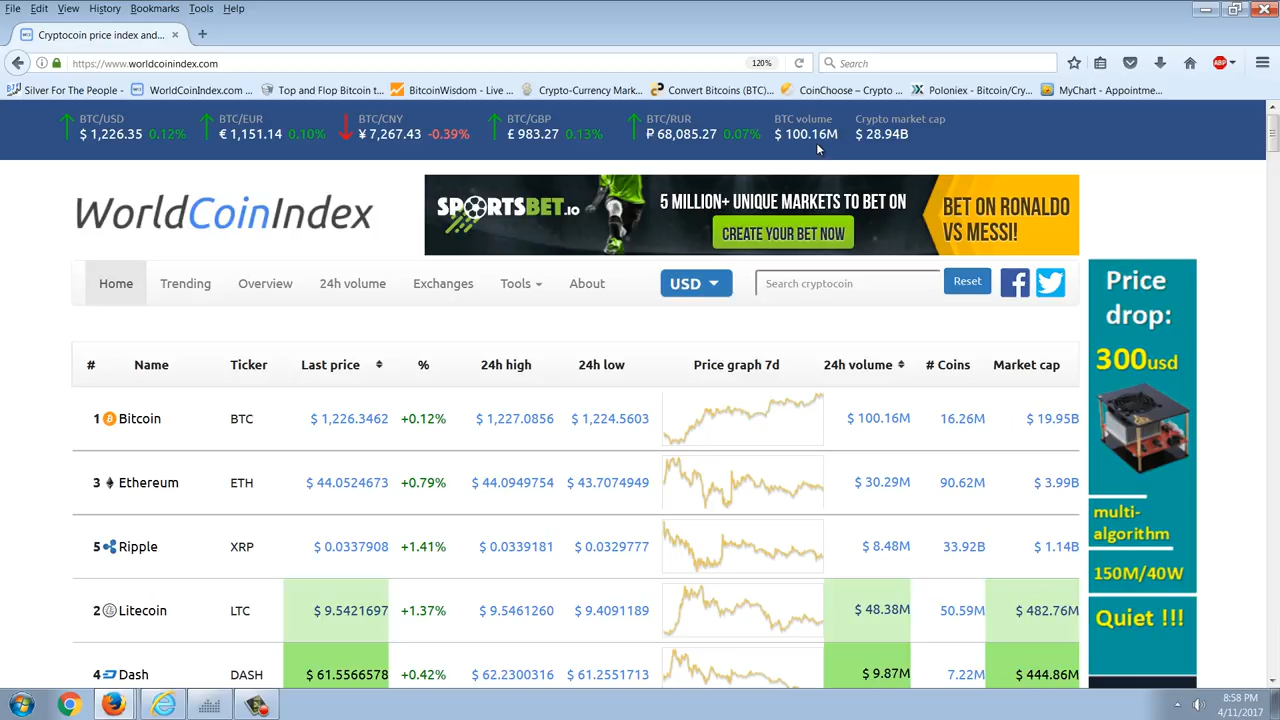 File Edit View History Bookmarks Tools Help
Cryptocoin price index and...
https://www.worldcoinindex.com 120% Search
Silver For The People - WorldCoinIndex.com ... Top and Flop Bitcoin t... BitcoinWisdom - Live ... Crypto-Currency Mark... Convert Bitcoins (BTC)... CoinChoose – Crypto ... Poloniex - Bitcoin/Cry... MyChart - Appointme...
BTC/USD BTC/EUR BTC/CNY BTC/GBP BTC/RUR BTC volume Crypto market cap
$ 1,226.35 0.12% € 1,151.14 0.10% ¥ 7,267.43 -0.39% £ 983.27 0.13% ₽ 68,085.27 0.07% $ 100.16M $ 28.94B
WorldCoinIndex
SPORTSBET.io
5 MILLION+ UNIQUE MARKETS TO BET ON
CREATE YOUR BET NOW
BET ON RONALDO
VS MESSI!
Home Trending Overview 24h volume Exchanges Tools About USD Search cryptocoin Reset
Price
drop:
300usd
multi-
algorithm
150M/40W
Quiet !!!
# Name Ticker Last price % 24h high 24h low Price graph 7d 24h volume # Coins Market cap
1 Bitcoin BTC $ 1,226.3462 +0.12% $ 1,227.0856 $ 1,224.5603 $ 100.16M 16.26M $ 19.95B
3 Ethereum ETH $ 44.0524673 +0.79% $ 44.0949754 $ 43.7074949 $ 30.29M 90.62M $ 3.99B
5 Ripple XRP $ 0.0337908 +1.41% $ 0.0339181 $ 0.0329777 $ 8.48M 33.92B $ 1.14B
2 Litecoin LTC $ 9.5421697 +1.37% $ 9.5461260 $ 9.4091189 $ 48.38M 50.59M $ 482.76M
4 Dash DASH $ 61.5566578 +0.42% $ 62.2300316 $ 61.2551713 $ 9.87M 7.22M $ 444.86M
8:58 PM
4/11/2017